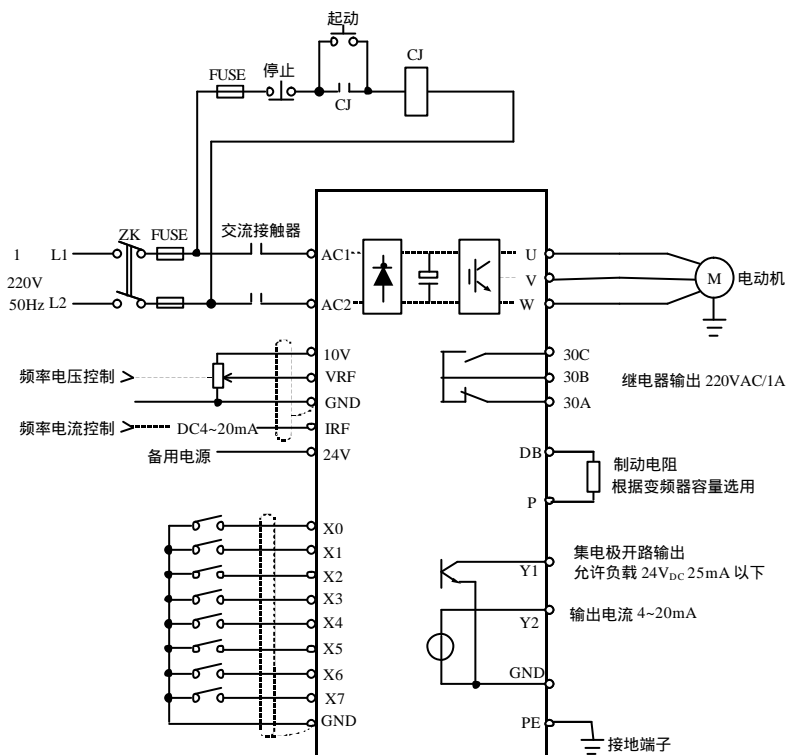 起动
CJ
FUSE
停止
CJ
ZK
FUSE
交流接触器
1
L1
AC1
U
220V
V
M
电动机
50Hz
L2
AC2
W
10V
30C
频率电压控制
VRF
30B
继电器输出 220VAC/1A
GND
30A
频率电流控制
DC4~20mA
IRF
备用电源
24V
DB
制动电阻
根据变频器容量选用
P
X0
X1
集电极开路输出
X2
Y1
允许负载 24VDC 25mA 以下
X3
X4
Y2
输出电流 4~20mA
X5
X6
GND
X7
GND
PE
接地端子